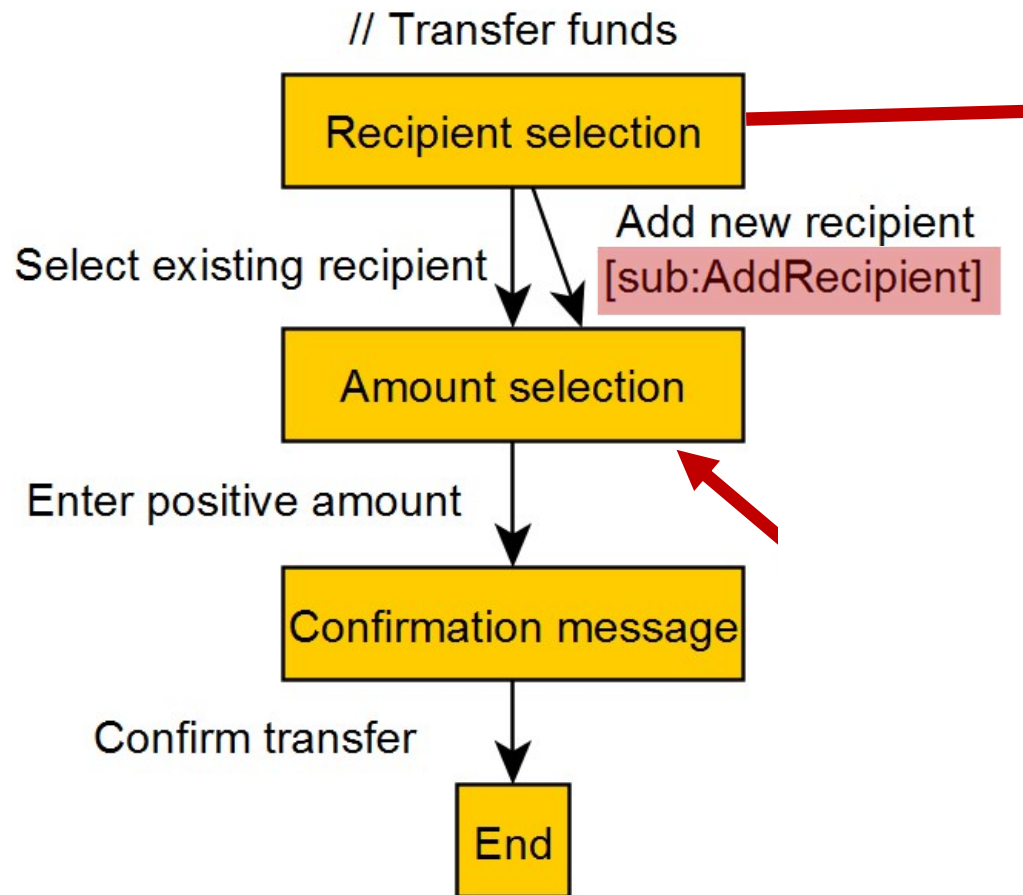 // Transfer funds
Recipient selection
Add new recipient
Select existing recipient
[sub:AddRecipient]
Amount selection
Enter positive amount
Confirmation message
Confirm transfer
End